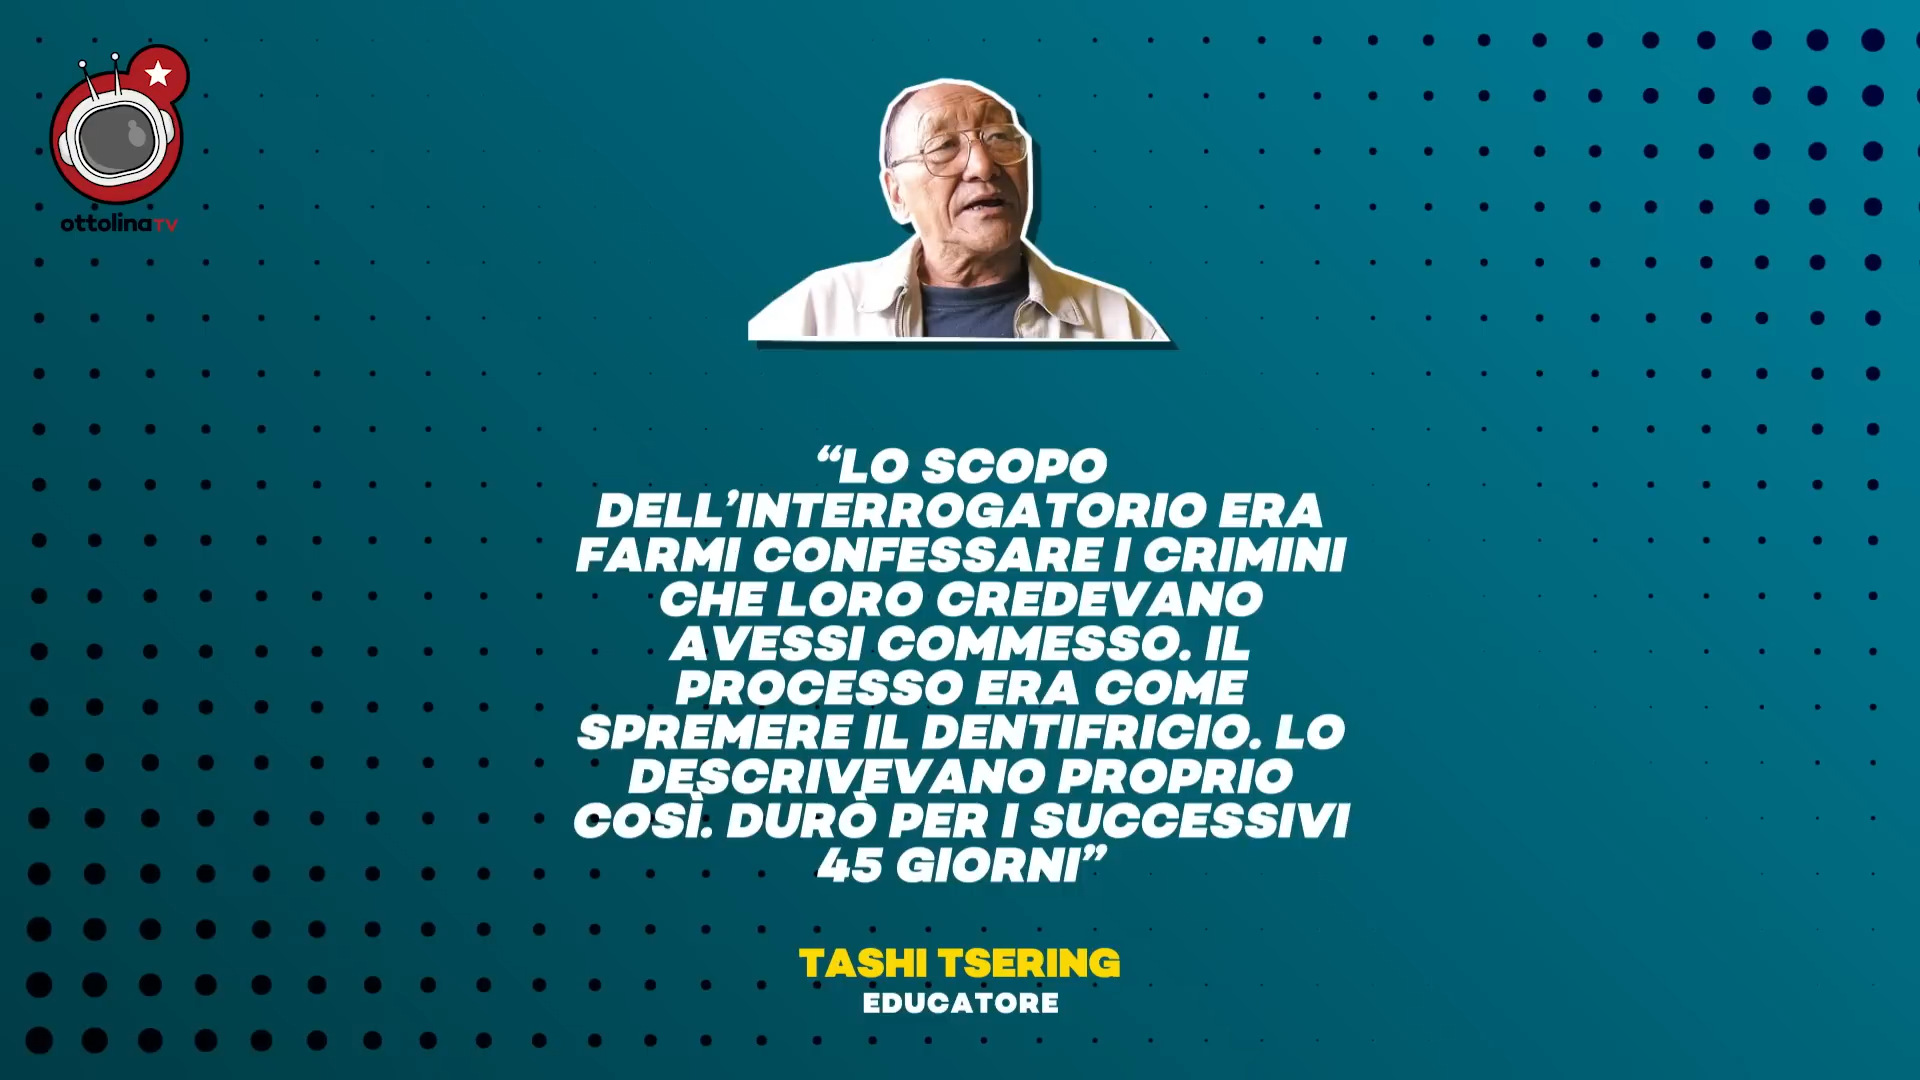 ottolinaTV
“LO SCOPO
DELL’INTERROGATORIO ERA
FARMI CONFESSARE I CRIMINI
CHE LORO CREDEVANO
AVESSI COMMESSO. IL
PROCESSO ERA COME
SPREMERE IL DENTIFRICIO. LO
DESCRIVEVANO PROPRIO
COSÌ. DURÒ PER I SUCCESSIVI
45 GIORNI”
TASHI TSERING
EDUCATORE